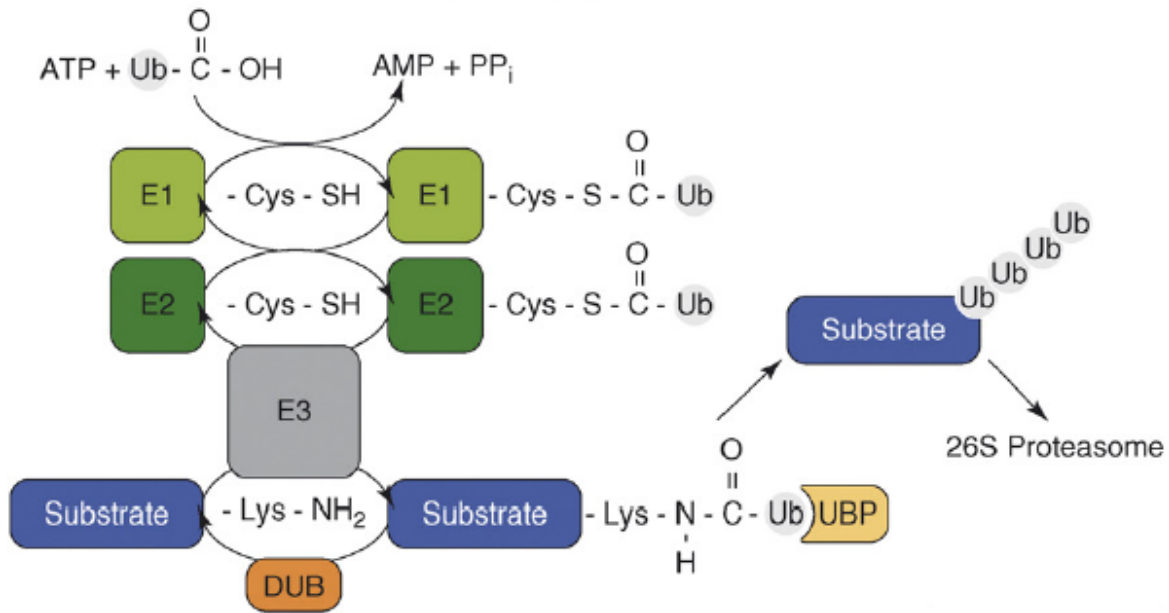 O
ATP + Ub - C - OH
AMP + PPi
O
E1
- Cys - SH
E1
- Cys - S - C - Ub
O
E2
- Cys - SH
E2
- Cys - S - C - Ub
Ub
Ub
Ub
Ub
Substrate
E3
26S Proteasome
O
Substrate
- Lys - NH2
Substrate
- Lys - N - C - Ub
UBP
H
DUB